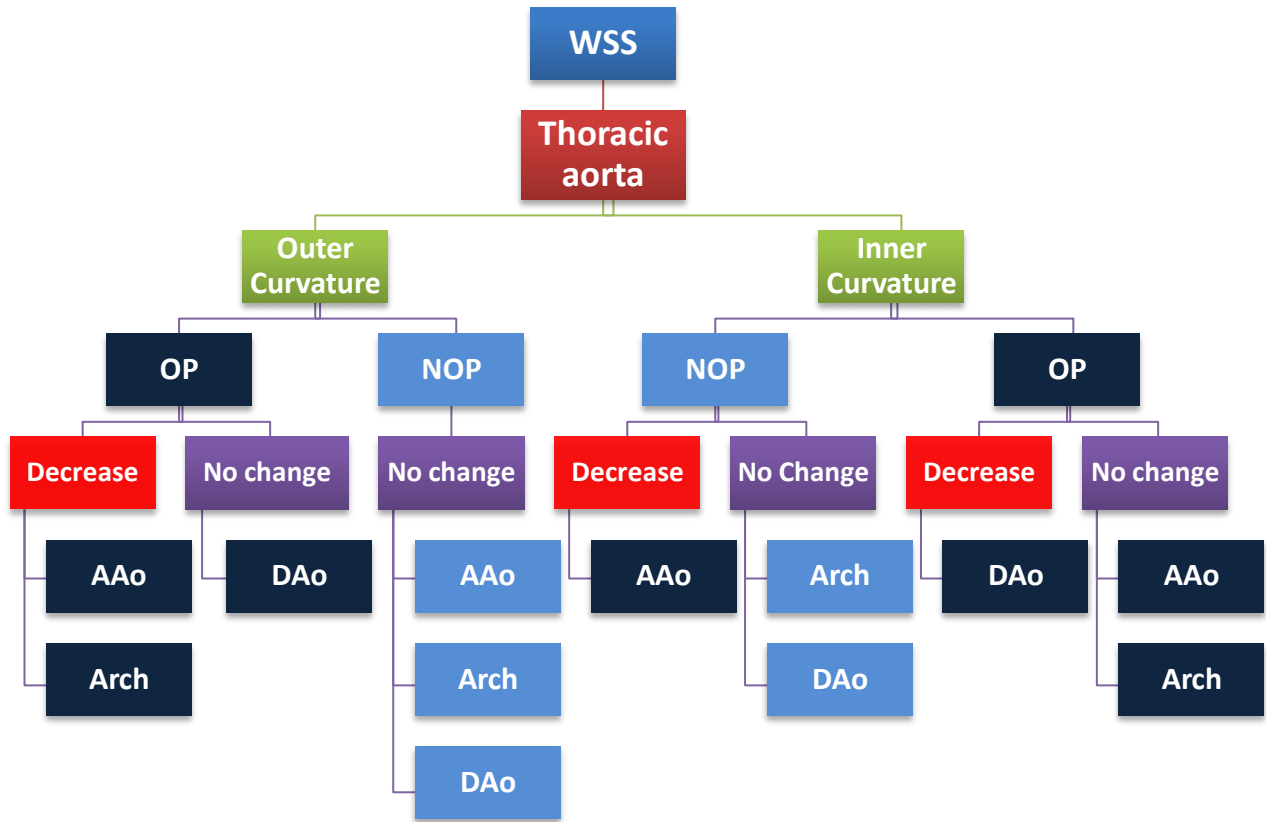 WSS
Thoracic
aorta
Outer
Curvature
Inner
Curvature
OP
NOP
NOP
OP
Decrease
No change
No change
Decrease
No Change
Decrease
No change
AAo
DAo
AAo
AAo
Arch
DAo
AAo
Arch
Arch
DAo
Arch
DAo